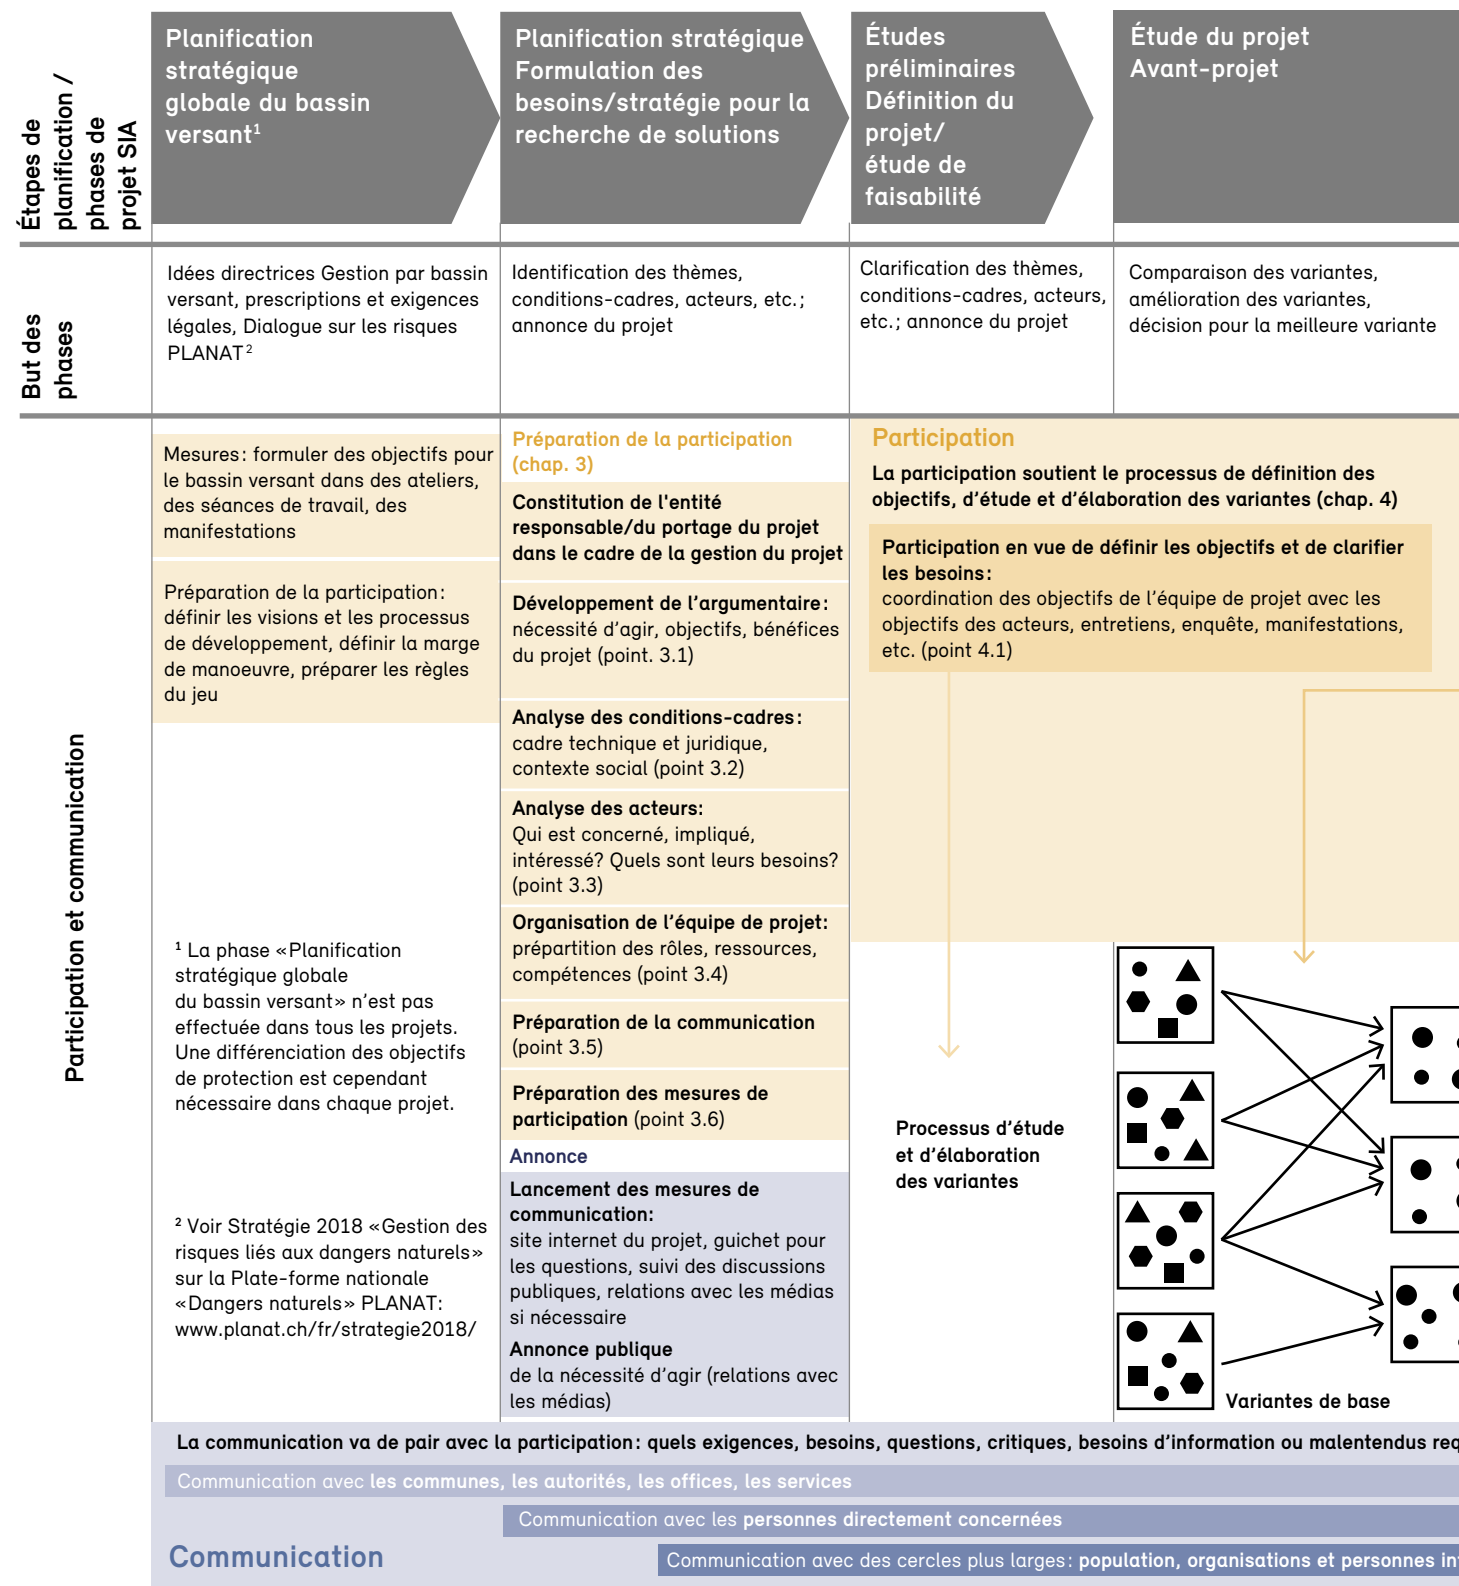 Étapes de
planification /
phases de
projet SIA
Planification
stratégique
globale du bassin
versant¹
Planification stratégique
Formulation des
besoins/stratégie pour la
recherche de solutions
Études
préliminaires
Définition du
projet/
étude de
faisabilité
Étude du projet
Avant-projet
But des
phases
Idées directrices Gestion par bassin
versant, prescriptions et exigences
légales, Dialogue sur les risques
PLANAT²
Identification des thèmes,
conditions-cadres, acteurs, etc.;
annonce du projet
Clarification des thèmes,
conditions-cadres, acteurs,
etc.; annonce du projet
Comparaison des variantes,
amélioration des variantes,
décision pour la meilleure variante
Participation et communication
Mesures: formuler des objectifs pour
le bassin versant dans des ateliers,
des séances de travail, des
manifestations
Préparation de la participation:
définir les visions et les processus
de développement, définir la marge
de manoeuvre, préparer les règles
du jeu
¹ La phase «Planification
stratégique globale
du bassin versant» n'est pas
effectuée dans tous les projets.
Une différenciation des objectifs
de protection est cependant
nécessaire dans chaque projet.
² Voir Stratégie 2018 «Gestion des
risques liés aux dangers naturels»
sur la Plate-forme nationale
«Dangers naturels» PLANAT:
www.planat.ch/fr/strategie2018/
Préparation de la participation
(chap. 3)
Constitution de l'entité
responsable/du portage du projet
dans le cadre de la gestion du projet
Développement de l'argumentaire:
nécessité d'agir, objectifs, bénéfices
du projet (point. 3.1)
Analyse des conditions-cadres:
cadre technique et juridique,
contexte social (point 3.2)
Analyse des acteurs:
Qui est concerné, impliqué,
intéressé? Quels sont leurs besoins?
(point 3.3)
Organisation de l'équipe de projet:
prépartition des rôles, ressources,
compétences (point 3.4)
Préparation de la communication
(point 3.5)
Préparation des mesures de
participation (point 3.6)
Annonce
Lancement des mesures de
communication:
site internet du projet, guichet pour
les questions, suivi des discussions
publiques, relations avec les médias
si nécessaire
Annonce publique
de la nécessité d'agir (relations avec
les médias)
Participation
La participation soutient le processus de définition des
objectifs, d'étude et d'élaboration des variantes (chap. 4)
Participation en vue de définir les objectifs et de clarifier
les besoins:
coordination des objectifs de l'équipe de projet avec les
objectifs des acteurs, entretiens, enquête, manifestations,
etc. (point 4.1)
Processus d'étude
et d'élaboration
des variantes
Variantes de base
La communication va de pair avec la participation: quels exigences, besoins, questions, critiques, besoins d'information ou malentendus req
Communication avec les communes, les autorités, les offices, les services
Communication avec les personnes directement concernées
Communication
Communication avec des cercles plus larges: population, organisations et personnes in